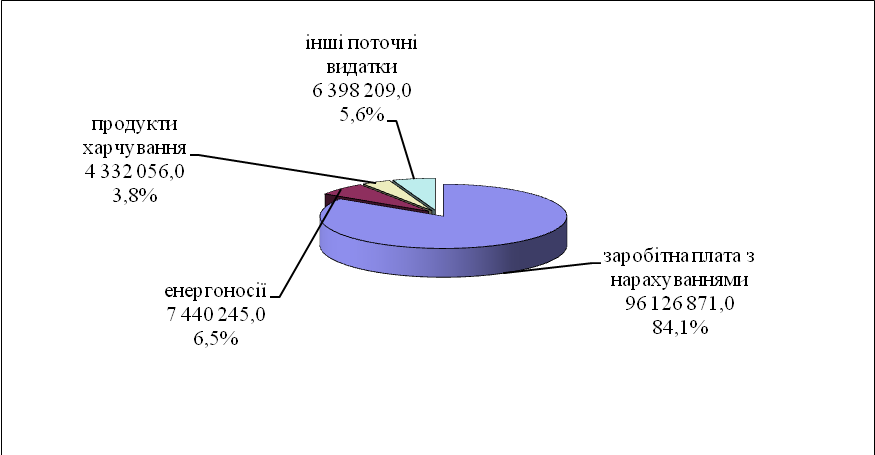 інші поточні
видатки
6 398 209,0
5,6%
продукти
харчування
4 332 056,0
3,8%
енергоносії
7 440 245,0
6,5%
заробітна плата з
нарахуваннями
96 126 871,0
84,1%